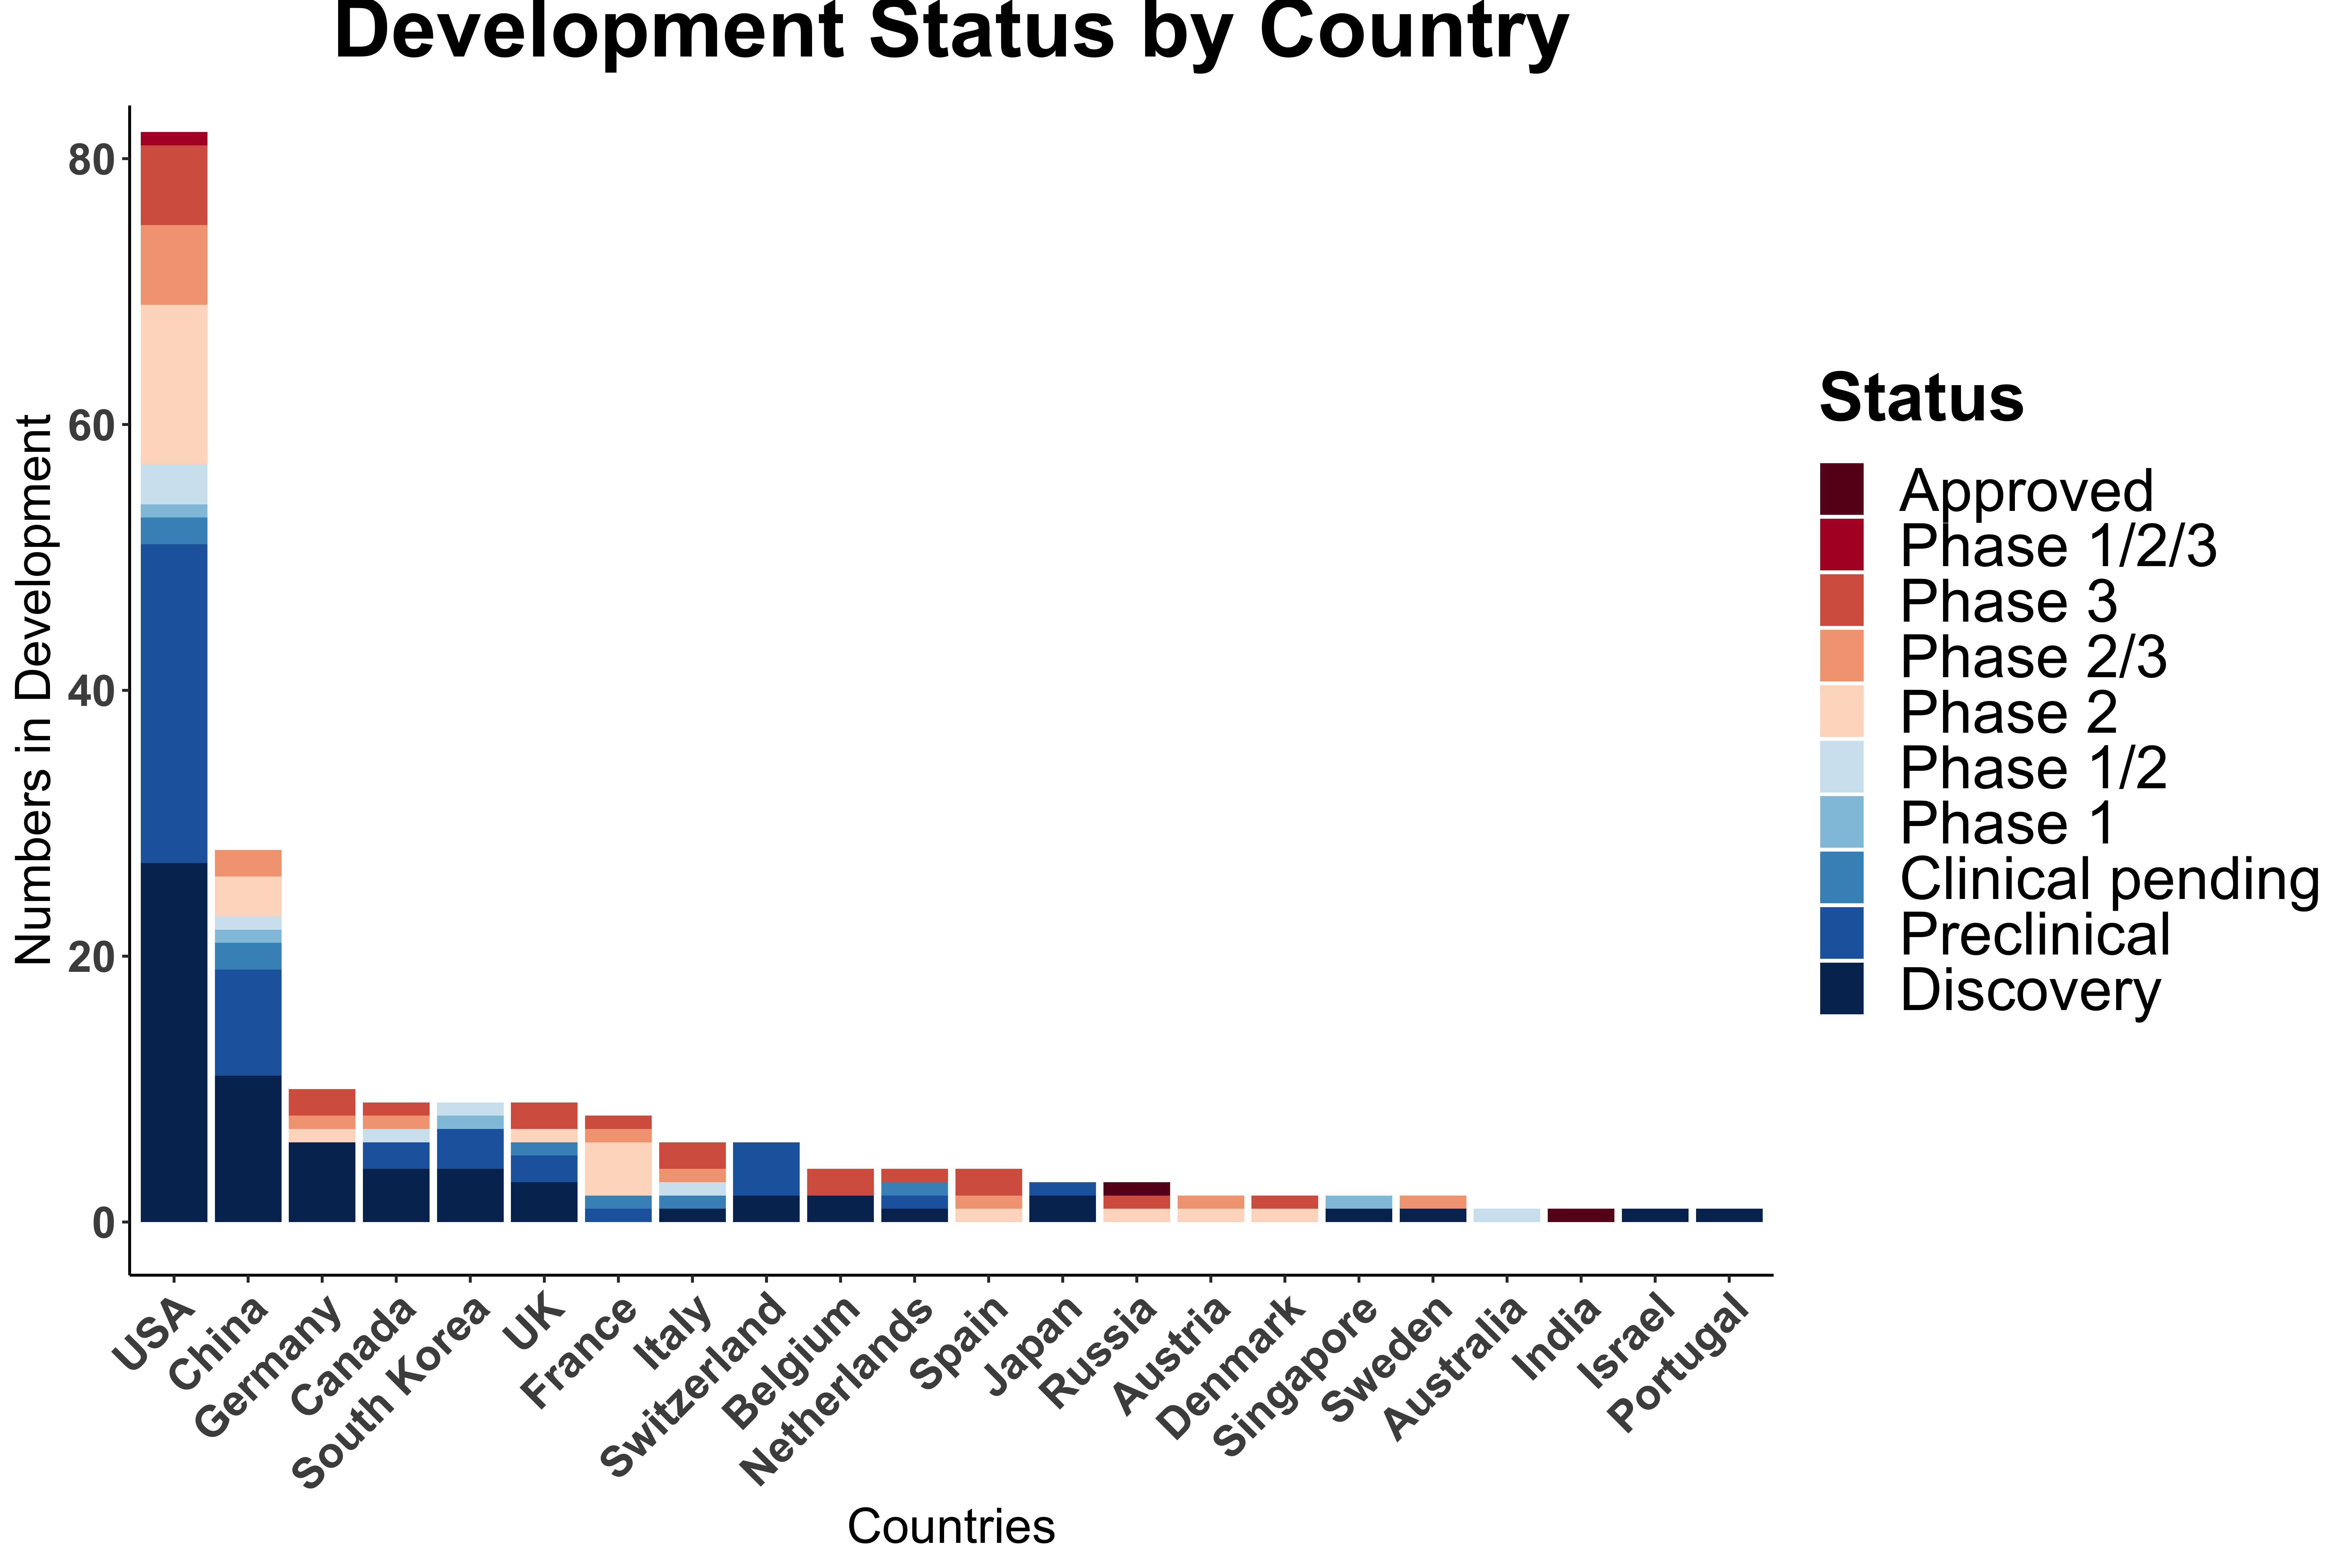 Development Status by Country
Numbers in Development
80
60
40
20
0
USA
China
Germany
Canada
South Korea
UK
France
Italy
Switzerland
Belgium
Netherlands
Spain
Japan
Russia
Austria
Denmark
Singapore
Sweden
Australia
India
Israel
Portugal
Countries
Status
Approved
Phase 1/2/3
Phase 3
Phase 2/3
Phase 2
Phase 1/2
Phase 1
Clinical pending
Preclinical
Discovery